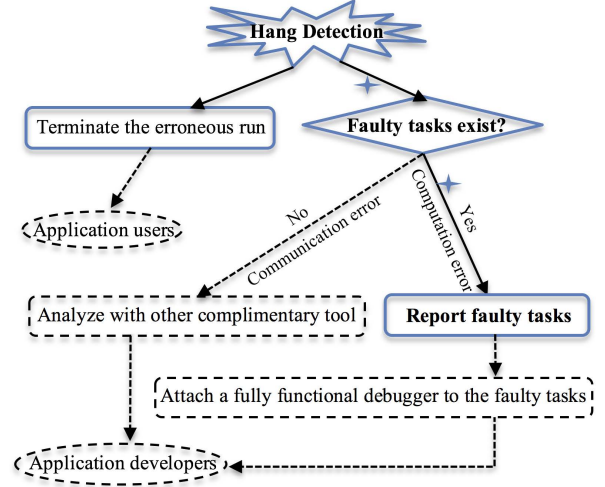 Hang Detection
Terminate the erroneous run
Faulty tasks exist?
Application users
No
Communication error
Yes
Computation error
Analyze with other complimentary tool
Report faulty tasks
Attach a fully functional debugger to the faulty tasks
Application developers